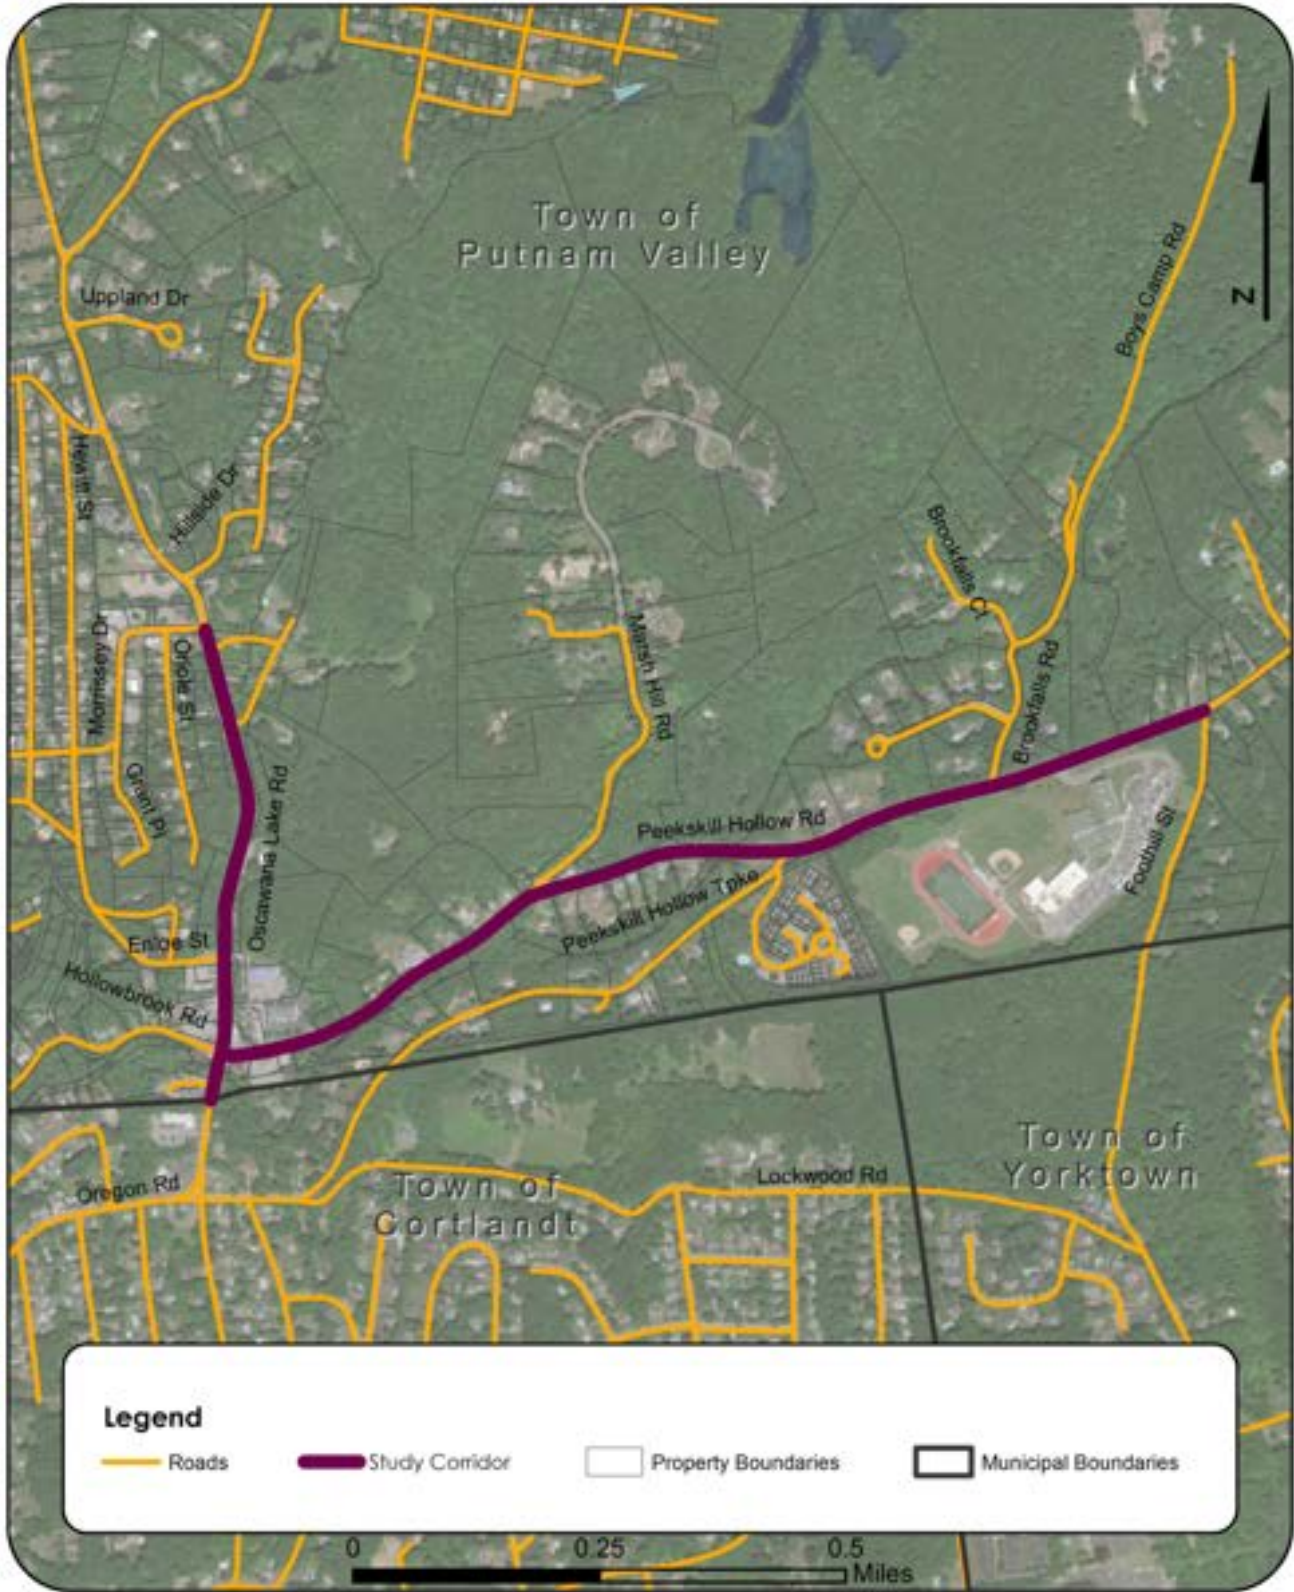 Town of
Putnam Valley
Uppland Dr
Boys Camp Rd
N
Hewin St
Hillside Dr
Brookfalls Ct
Morrissey Dr
Oriole St
Marsh Hill Rd
Brookfalls Rd
Grant Pl
Oscawana Lake Rd
Peekskill Hollow Rd
Foothill St
Peekskill Hollow Tpke
Enloe St
Hollowbrook Rd
Town of
Yorktown
Oregon Rd
Lockwood Rd
Town of
Cortlandt
Legend
Roads
Study Corridor
Property Boundaries
Municipal Boundaries
0 0.25 0.5
Miles